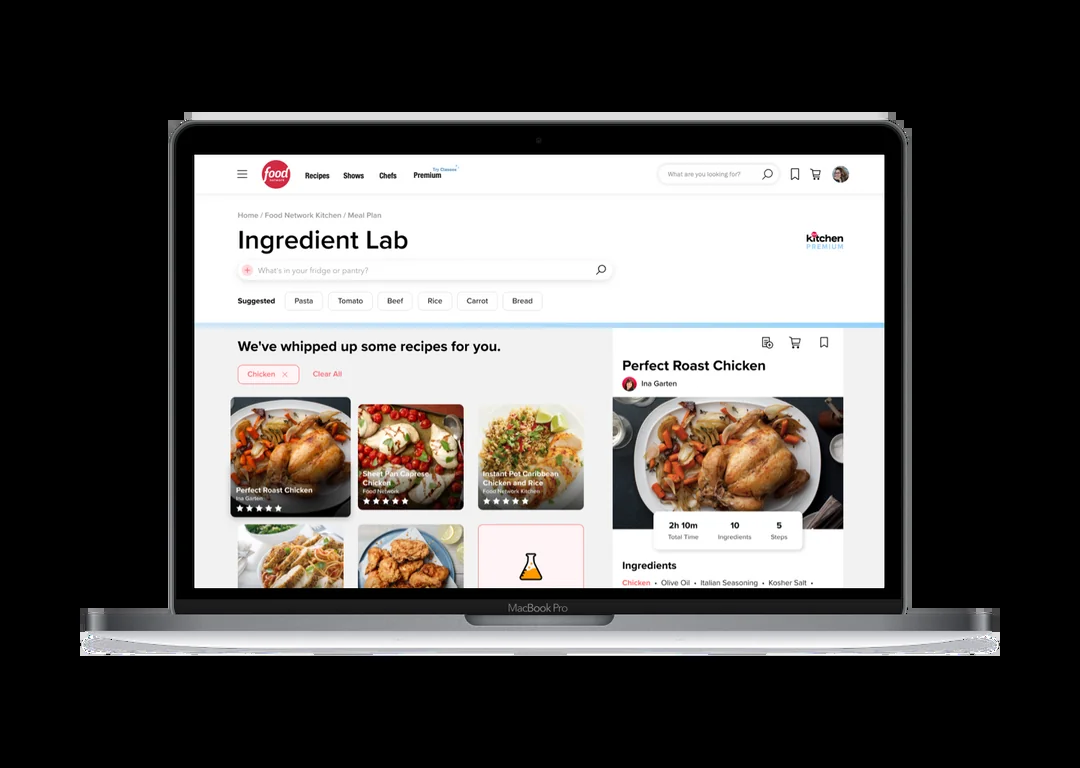 food
NETWORK
Recipes
Shows
Chefs
Try Classes
Premium
What are you looking for?
Home / Food Network Kitchen / Meal Plan
Ingredient Lab
kitchen
PREMIUM
What's in your fridge or pantry?
Suggested
Pasta
Tomato
Beef
Rice
Carrot
Bread
We've whipped up some recipes for you.
Chicken
Clear All
Perfect Roast Chicken
Ina Garten
Sheet Pan Caprese
Chicken
Food Network
Instant Pot Caribbean
Chicken and Rice
Food Network Kitchen
Perfect Roast Chicken
Ina Garten
2h 10m
Total Time
10
Ingredients
5
Steps
Ingredients
Chicken • Olive Oil • Italian Seasoning • Kosher Salt •
MacBook Pro